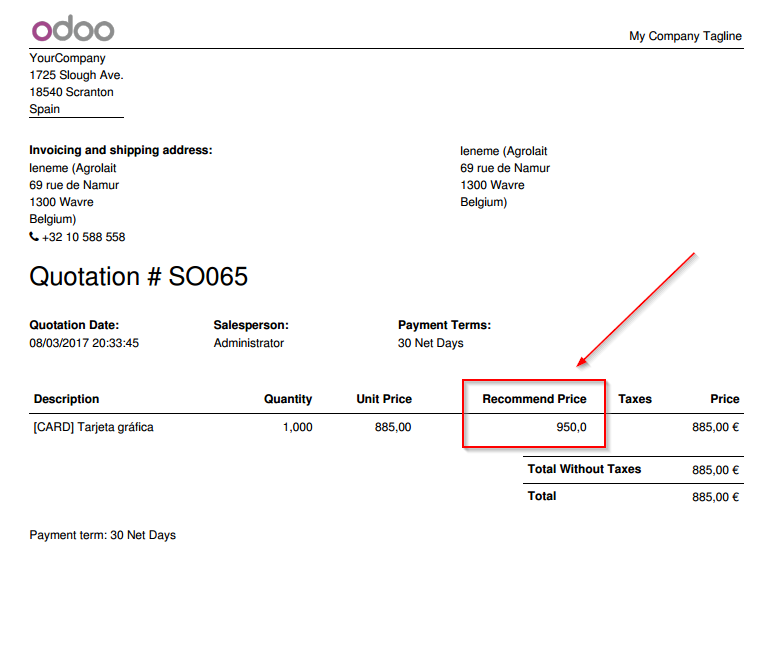 odoo
My Company Tagline
YourCompany
1725 Slough Ave.
18540 Scranton
Spain
Invoicing and shipping address:
Ieneme (Agrolait
69 rue de Namur
1300 Wavre
Belgium)
+32 10 588 558
Ieneme (Agrolait
69 rue de Namur
1300 Wavre
Belgium)
Quotation # SO065
Quotation Date: Salesperson: Payment Terms:
08/03/2017 20:33:45 Administrator 30 Net Days
Description Quantity Unit Price Recommend Price Taxes Price
[CARD] Tarjeta gráfica 1,000 885,00 950,0 885,00 €
Total Without Taxes 885,00 €
Total 885,00 €
Payment term: 30 Net Days